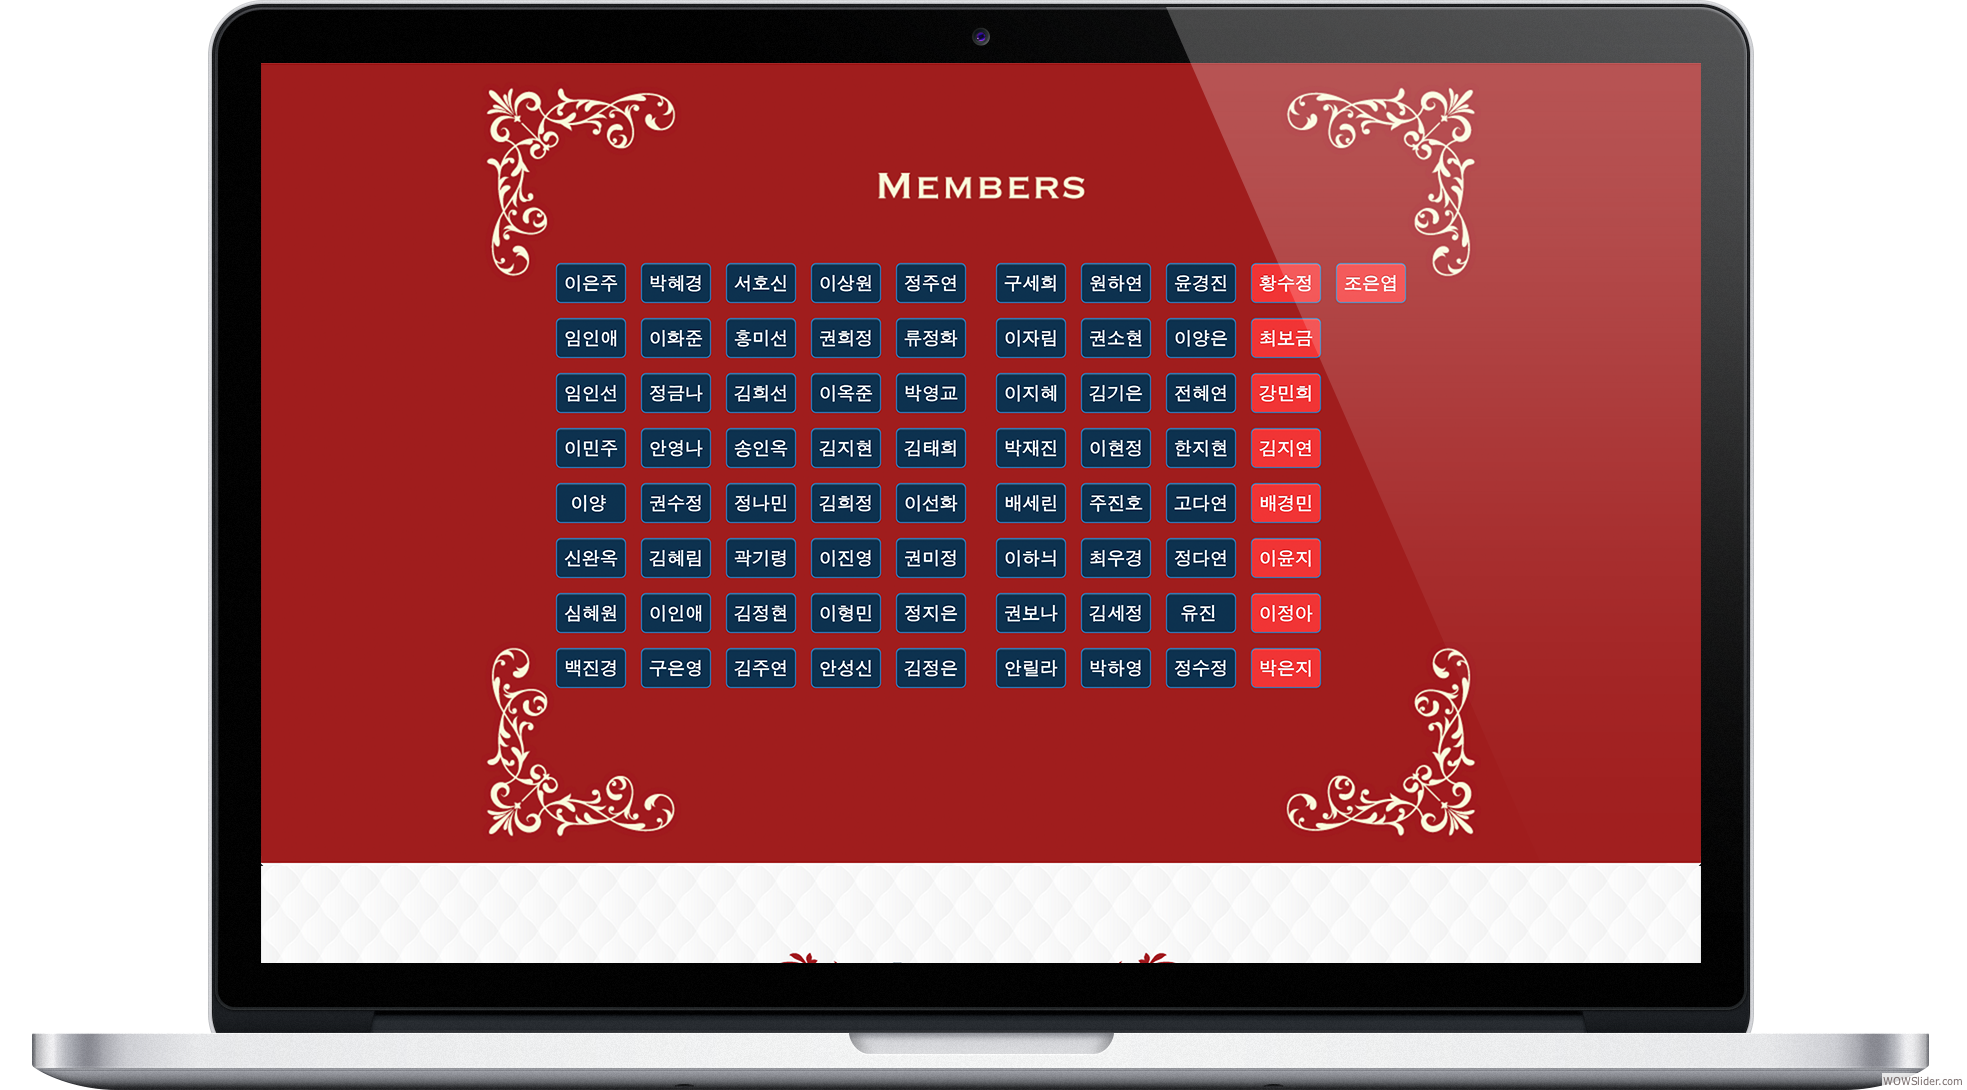 MEMBERS
이은주 박혜경 서호신 이상원 정주연 구세희 원하연 윤경진 황수정 조은엽
임인애 이화준 홍미선 권희정 류정화 이자림 권소현 이양은 최보금
임인선 정금나 김희선 이옥준 박영교 이지혜 김기은 전혜연 강민희
이민주 안영나 송인옥 김지현 김태희 박재진 이현정 한지현 김지연
이양 권수정 정나민 김희정 이선화 배세린 주진호 고다연 배경민
신완옥 김혜림 곽기령 이진영 권미정 이하늬 최우경 정다연 이윤지
심혜원 이인애 김정현 이형민 정지은 권보나 김세정 유진 이정아
백진경 구은영 김주연 안성신 김정은 안릴라 박하영 정수정 박은지
WOWSlider.com